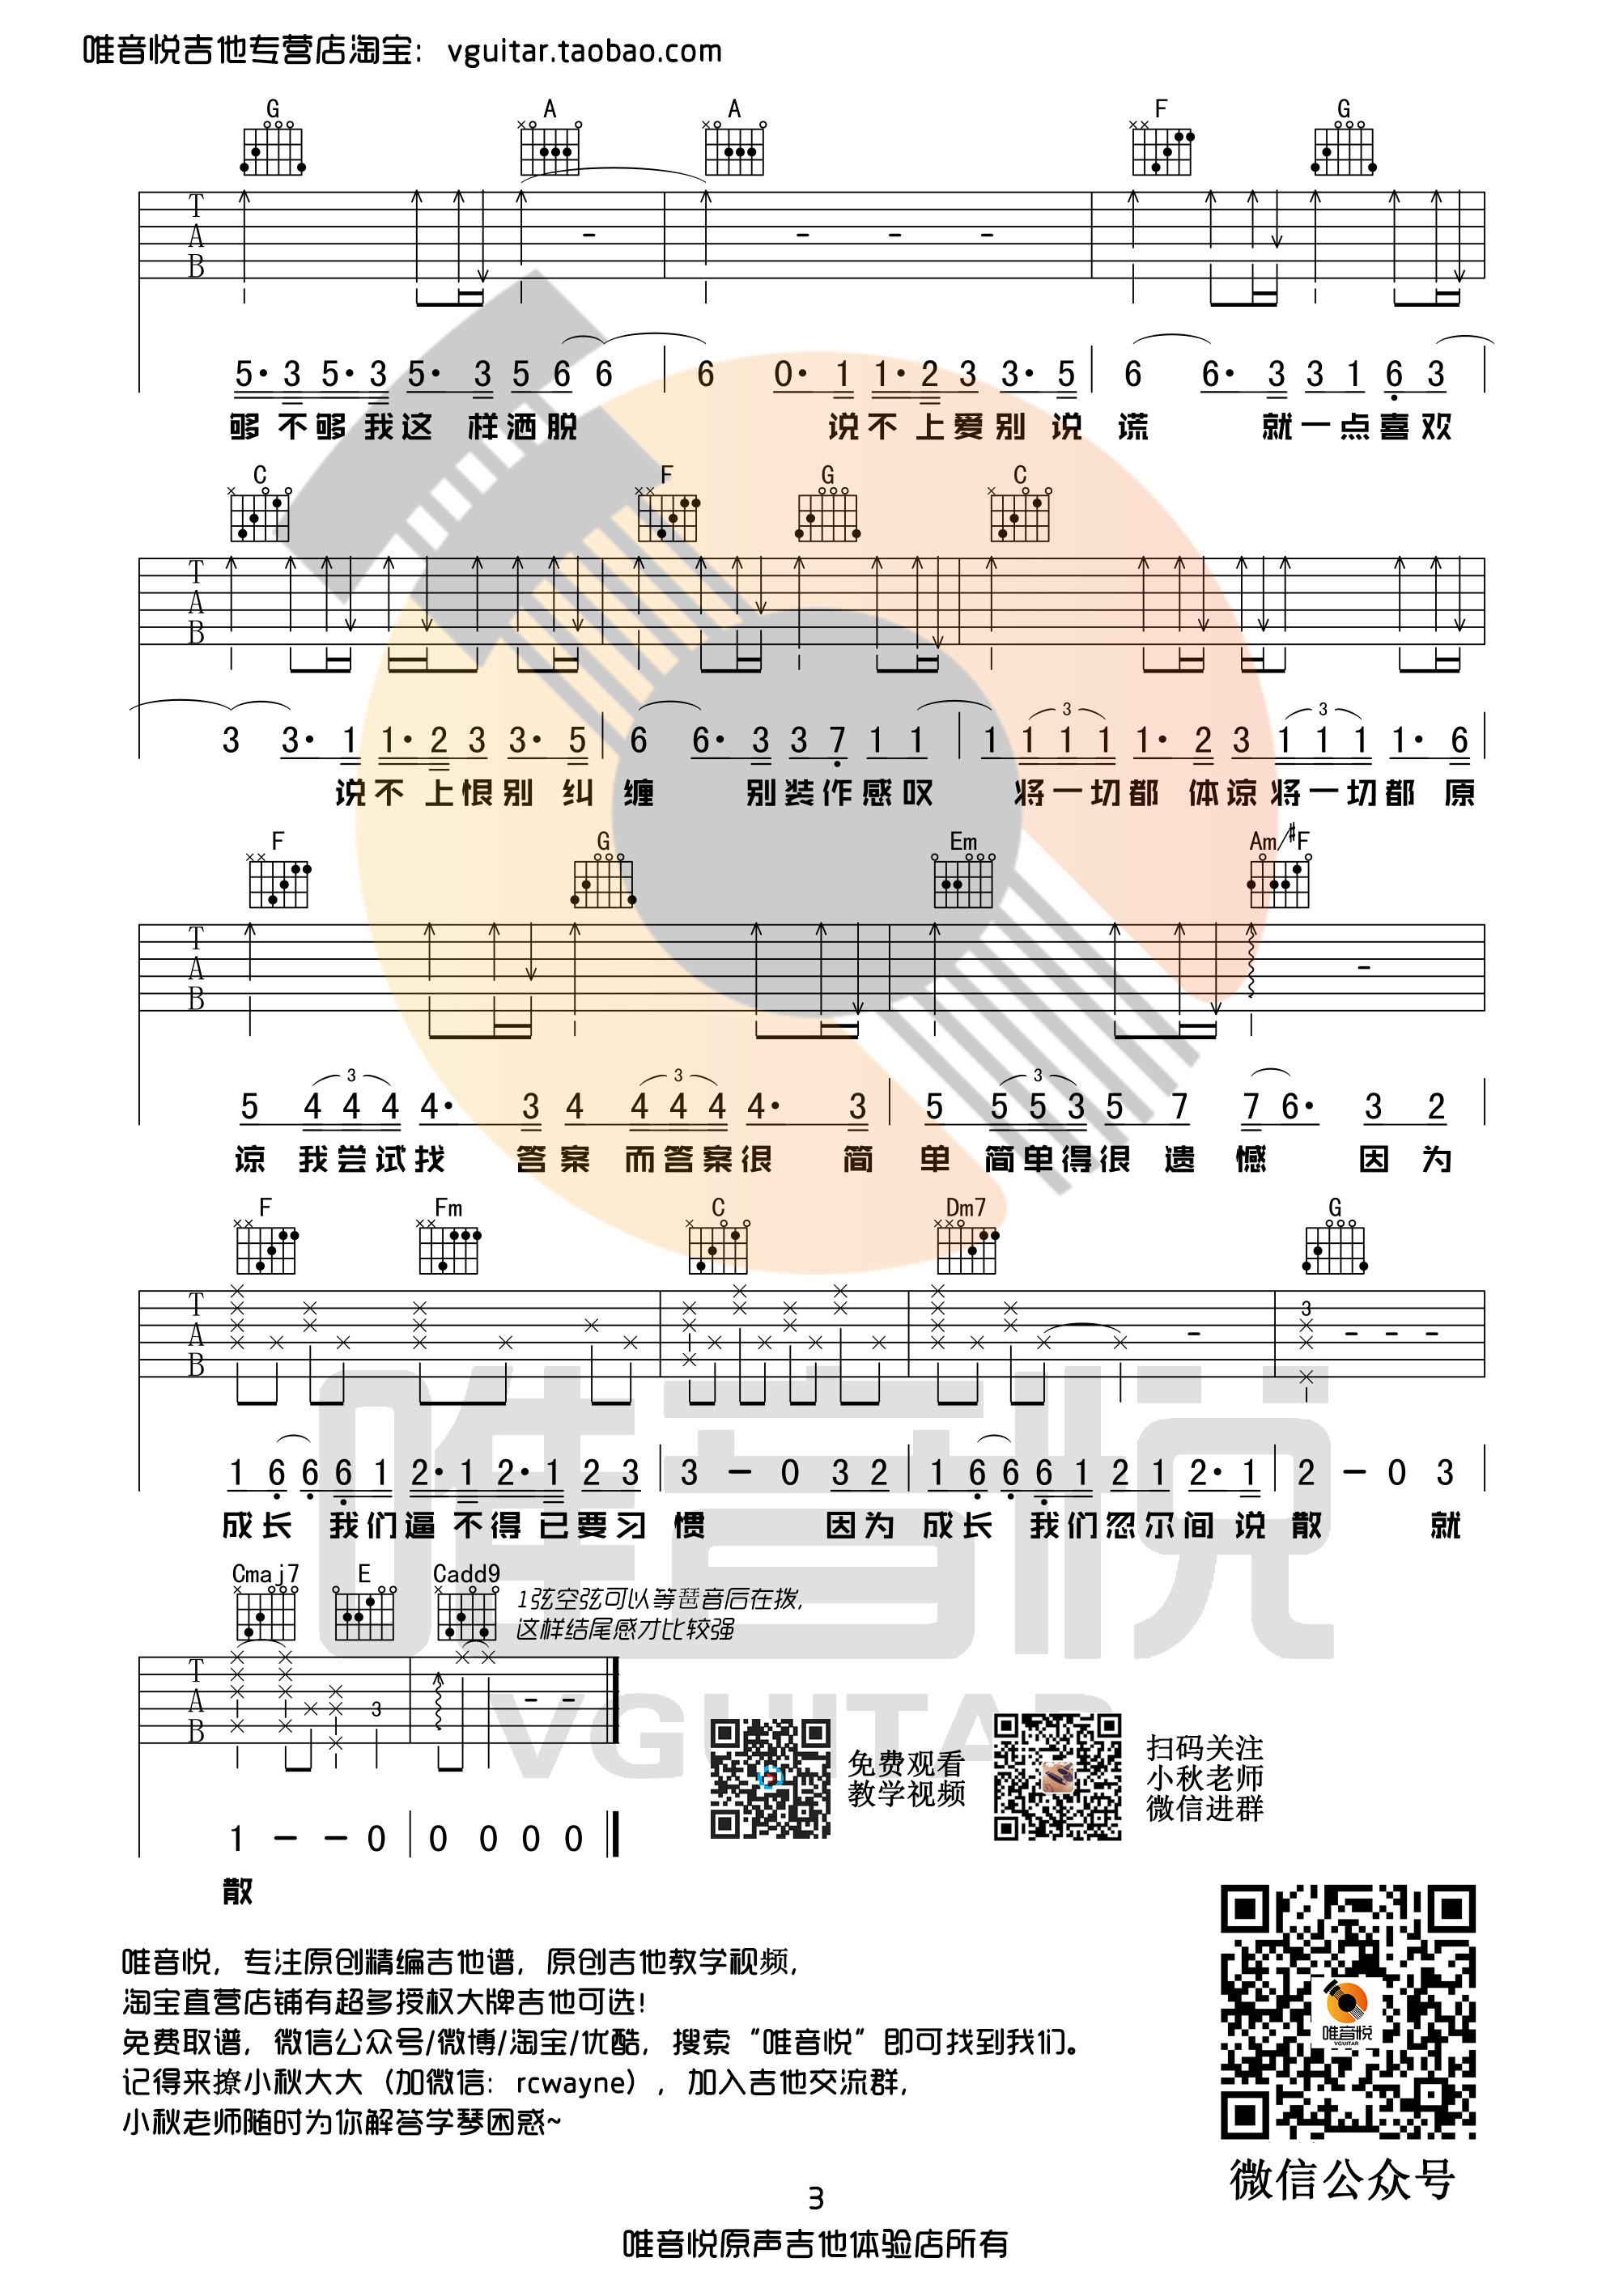 唯音悦吉他专营店淘宝：vguitar.taobao.com
G A A F G
T
A
B
5· 3 5· 3 5· 3 5 6 6 6 0· 1 1· 2 3 3· 5 6 6· 3 3 1 6 3
够 不 够 我 这 样 洒 脱 说 不 上 爱 别 说 谎 就 一 点 喜 欢
C F G C
T
A
B
3 3· 1 1· 2 3 3· 5 6 6· 3 3 7 1 1 1 1 1 1 1· 2 3 1 1 1 1· 6
3 3
说 不 上 恨 别 纠 缠 别 装 作 感 叹 将 一 切 都 体 谅 将 一 切 都 原
F G Em Am/#F
T
A
B
3 3 3
5 4 4 4 4· 3 4 4 4 4 4· 3 5 5 5 3 5 7 7 6· 3 2
谅 我 尝 试 找 答 案 而 答 案 很 简 单 简 单 得 很 遗 憾 因 为
F Fm C Dm7 G
T
A
B
3
1 6 6 6 1 2· 1 2· 1 2 3 3 – 0 3 2 1 6 6 6 1 2 1 2· 1 2 – 0 3
成 长 我 们 逼 不 得 已 要 习 惯 因 为 成 长 我 们 忽 尔 间 说 散 就
Cmaj7 E Cadd9
1弦空弦可以等琶音后在拨，
这样结尾感才比较强
T
A
B
3
1 – – 0 0 0 0 0
散
免费观看
教学视频
扫码关注
小秋老师
微信进群
唯音悦
VGUITAR
唯音悦，专注原创精编吉他谱，原创吉他教学视频，
淘宝直营店铺有超多授权大牌吉他可选！
免费取谱，微信公众号/微博/淘宝/优酷，搜索“唯音悦”即可找到我们。
记得来撩小秋大大（加微信：rcwayne），加入吉他交流群，
小秋老师随时为你解答学琴困惑~
唯音悦
VGUITAR
微信公众号
3
唯音悦原声吉他体验店所有